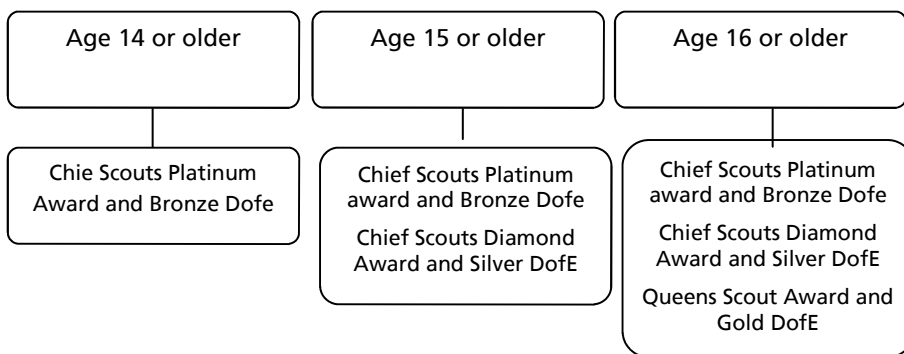 Age 14 or older
Age 15 or older
Age 16 or older
Chie Scouts Platinum
Award and Bronze Dofe
Chief Scouts Platinum
award and Bronze Dofe
Chief Scouts Diamond
Award and Silver DofE
Chief Scouts Platinum
award and Bronze Dofe
Chief Scouts Diamond
Award and Silver DofE
Queens Scout Award and
Gold DofE